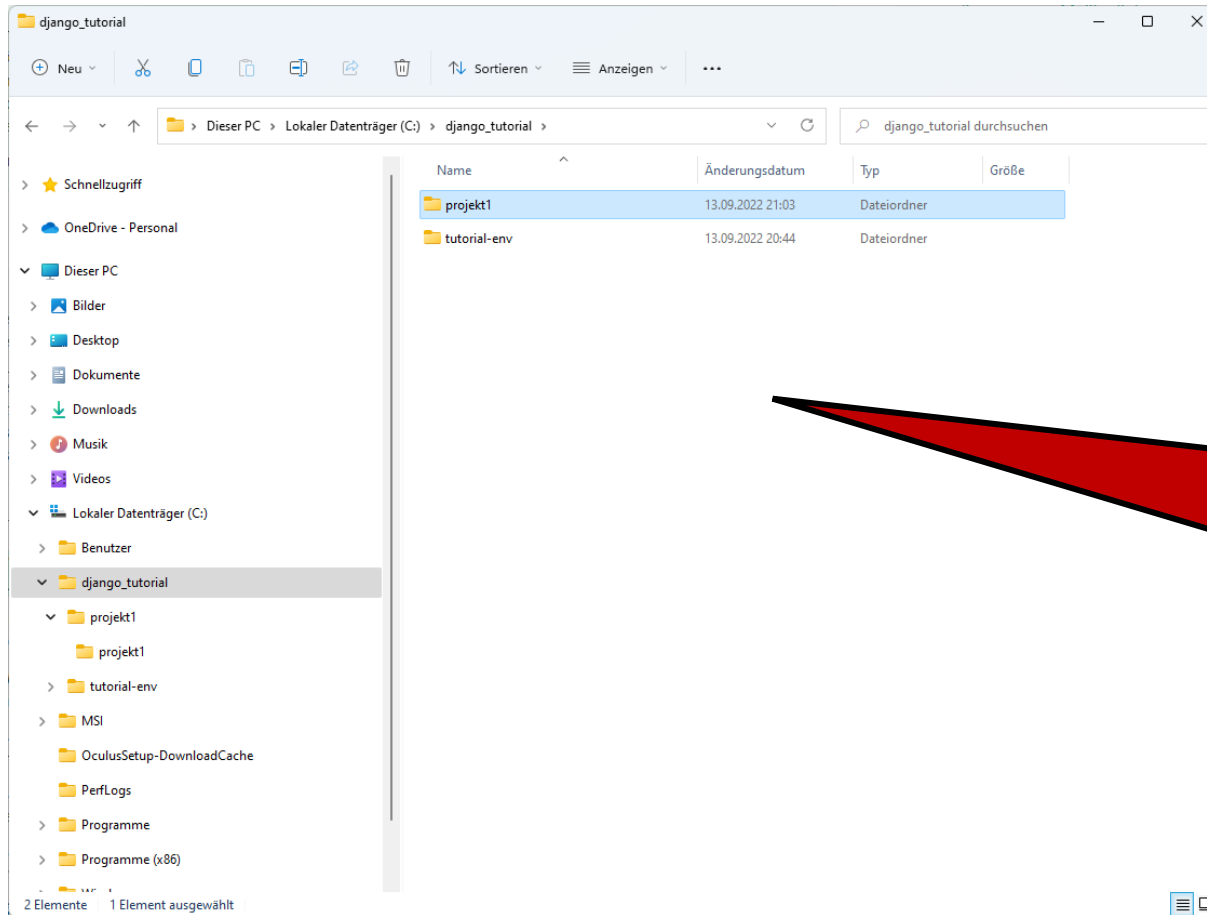 django_tutorial
Neu
Sortieren
Anzeigen
Dieser PC > Lokaler Datenträger (C:) > django_tutorial >
django_tutorial durchsuchen
Name Änderungsdatum Typ Größe
projekt1 13.09.2022 21:03 Dateiordner
tutorial-env 13.09.2022 20:44 Dateiordner
Schnellzugriff
OneDrive - Personal
Dieser PC
Bilder
Desktop
Dokumente
Downloads
Musik
Videos
Lokaler Datenträger (C:)
Benutzer
django_tutorial
projekt1
projekt1
tutorial-env
MSI
OculusSetup-DownloadCache
PerfLogs
Programme
Programme (x86)
2 Elemente 1 Element ausgewählt